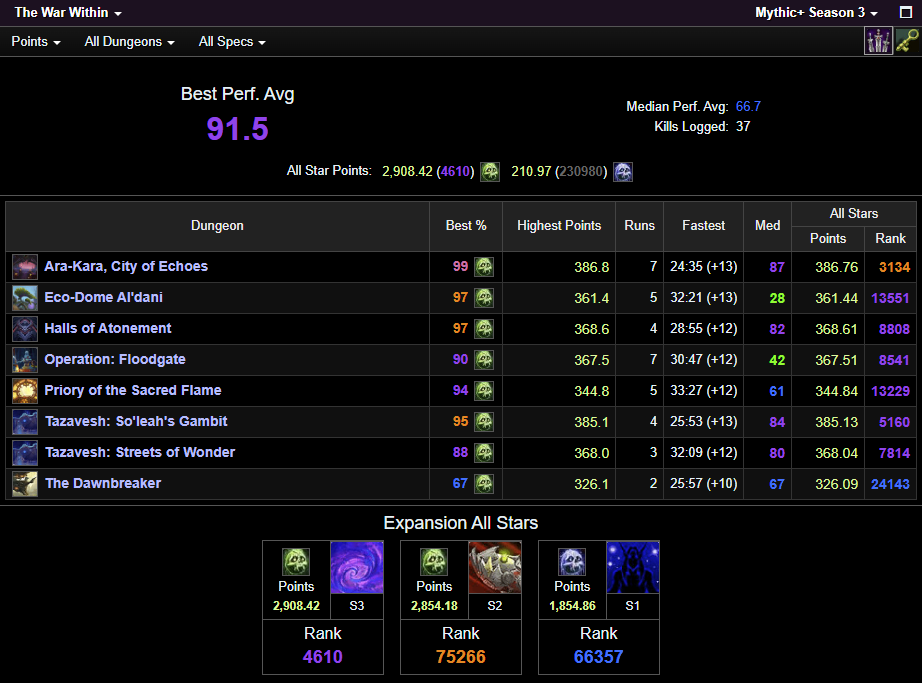 The War Within Mythic+ Season 3
Points All Dungeons All Specs
Best Perf. Avg
91.5
Median Perf. Avg: 66.7
Kills Logged: 37
All Star Points: 2,908.42 (4610) 210.97 (230980)
Dungeon Best % Highest Points Runs Fastest Med All Stars
Points Rank
Ara-Kara, City of Echoes 99 386.8 7 24:35 (+13) 87 386.76 3134
Eco-Dome Al'dani 97 361.4 5 32:21 (+13) 28 361.44 13551
Halls of Atonement 97 368.6 4 28:55 (+12) 82 368.61 8808
Operation: Floodgate 90 367.5 7 30:47 (+12) 42 367.51 8541
Priory of the Sacred Flame 94 344.8 5 33:27 (+12) 61 344.84 13229
Tazavesh: So'leah's Gambit 95 385.1 4 25:53 (+13) 84 385.13 5160
Tazavesh: Streets of Wonder 88 368.0 3 32:09 (+12) 80 368.04 7814
The Dawnbreaker 67 326.1 2 25:57 (+10) 67 326.09 24143
Expansion All Stars
Points Points Points
2,908.42 S3 2,854.18 S2 1,854.86 S1
Rank Rank Rank
4610 75266 66357